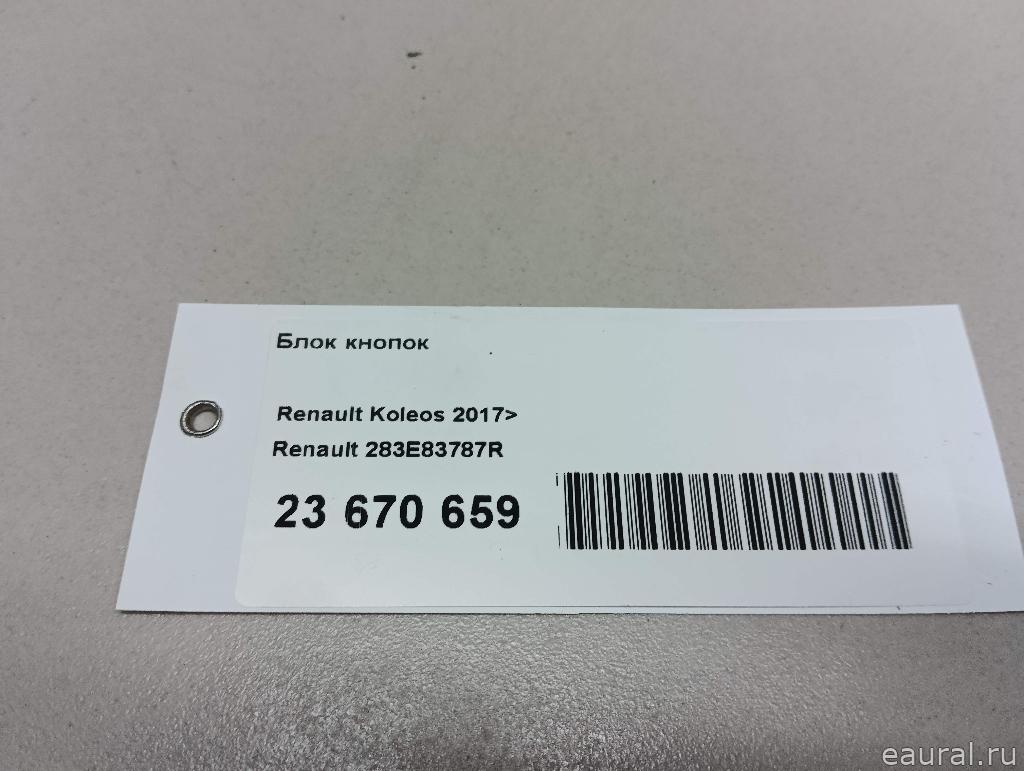 Блок кнопок
Renault Koleos 2017>
Renault 283E83787R
23 670 659
eaural.ru